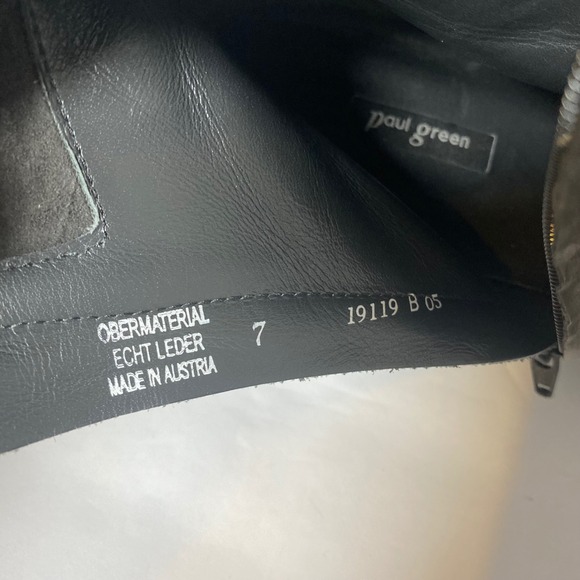 paul green
OBERMATERIAL
ECHT LEDER
MADE IN AUSTRIA
7
19119 B 05